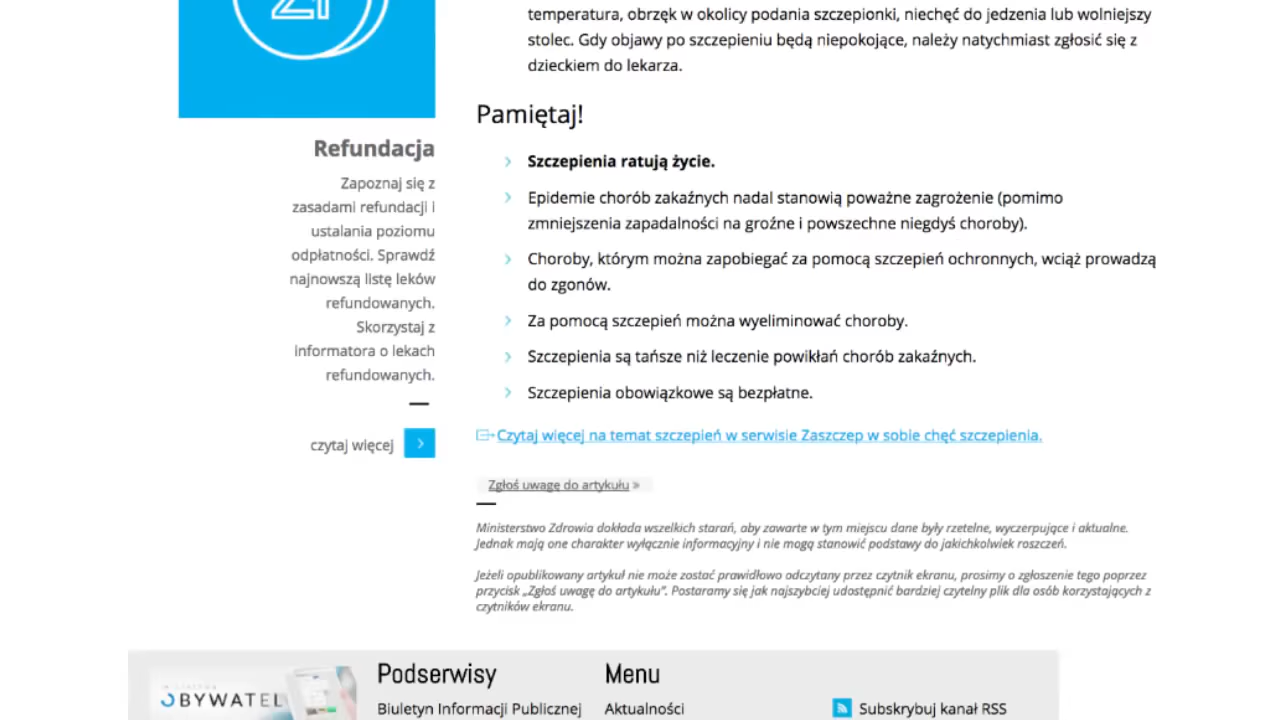 zł
Refundacja
Zapoznaj się z
zasadami refundacji i
ustalania poziomu
odpłatności. Sprawdź
najnowszą listę leków
refundowanych.
Skorzystaj z
informatora o lekach
refundowanych.
czytaj więcej
temperatura, obrzęk w okolicy podania szczepionki, niechęć do jedzenia lub wolniejszy
stolec. Gdy objawy po szczepieniu będą niepokojące, należy natychmiast zgłosić się z
dzieckiem do lekarza.
Pamiętaj!
Szczepienia ratują życie.
Epidemie chorób zakaźnych nadal stanowią poważne zagrożenie (pomimo
zmniejszenia zapadalności na groźne i powszechne niegdyś choroby).
Choroby, którym można zapobiegać za pomocą szczepień ochronnych, wciąż prowadzą
do zgonów.
Za pomocą szczepień można wyeliminować choroby.
Szczepienia są tańsze niż leczenie powikłań chorób zakaźnych.
Szczepienia obowiązkowe są bezpłatne.
Czytaj więcej na temat szczepień w serwisie Zaszczep w sobie chęć szczepienia.
Zgłoś uwagę do artykułu »
Ministerstwo Zdrowia dokłada wszelkich starań, aby zawarte w tym miejscu dane były rzetelne, wyczerpujące i aktualne.
Jednak mają one charakter wyłącznie informacyjny i nie mogą stanowić podstawy do jakichkolwiek roszczeń.
Jeżeli opublikowany artykuł nie może zostać prawidłowo odczytany przez czytnik ekranu, prosimy o zgłoszenie tego poprzez
przycisk „Zgłoś uwagę do artykułu”. Postaramy się jak najszybciej udostępnić bardziej czytelny plik dla osób korzystających z
czytników ekranu.
OBYWATEL
Podserwisy
Biuletyn Informacji Publicznej
Menu
Aktualności
Subskrybuj kanał RSS